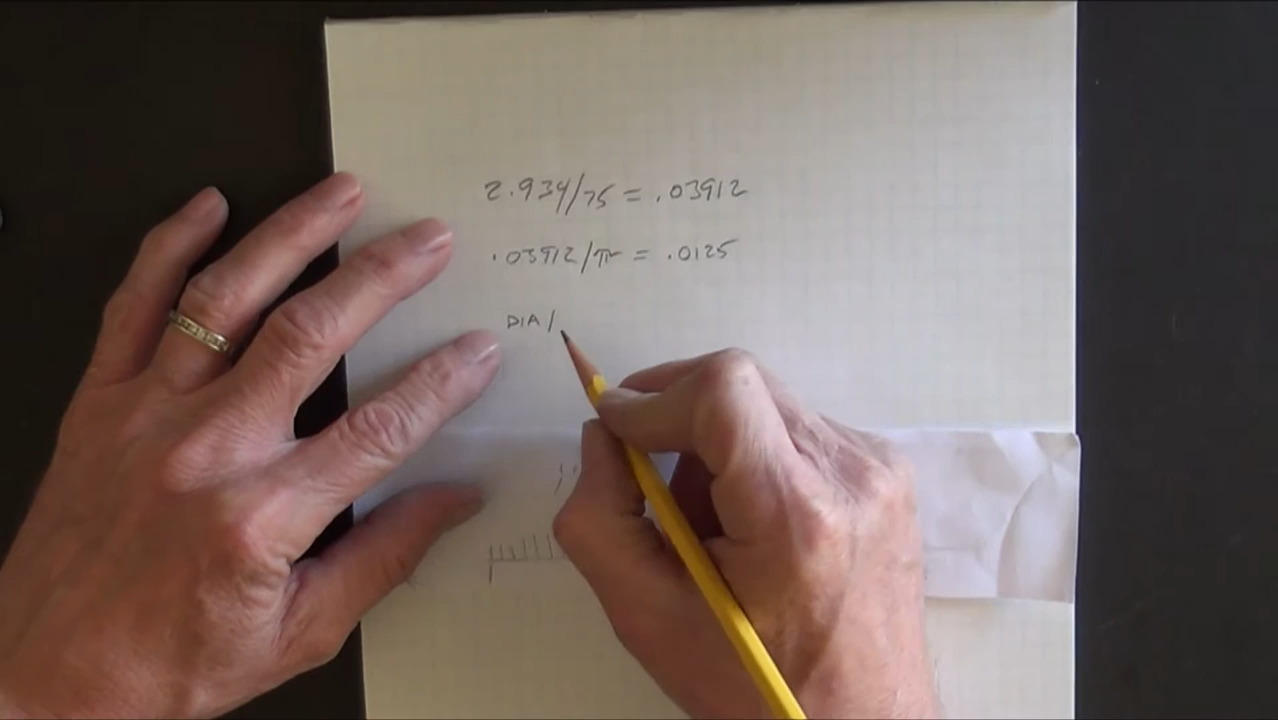 2.934/75 = .03912
.03912/π = .0125
DIA/